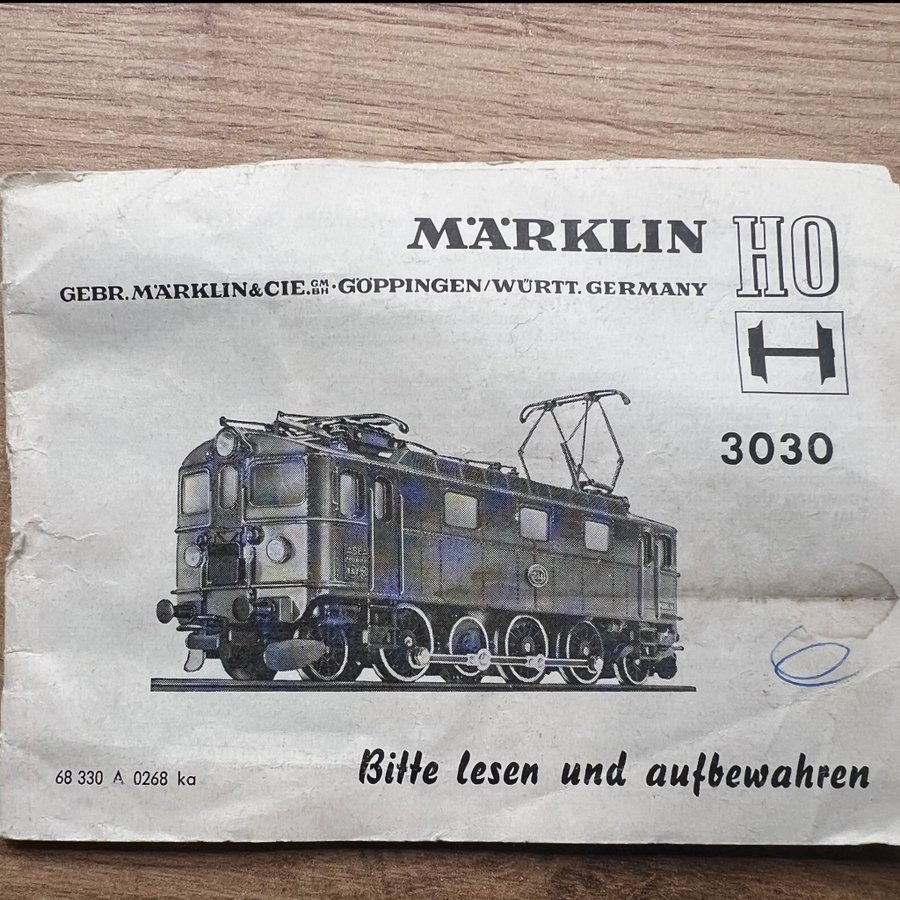 MÄRKLIN HO
GEBR. MÄRKLIN & CIE. GMBH · GÖPPINGEN/WÜRTT. GERMANY
3030
68 330 A 0268 ka
Bitte lesen und aufbewahren